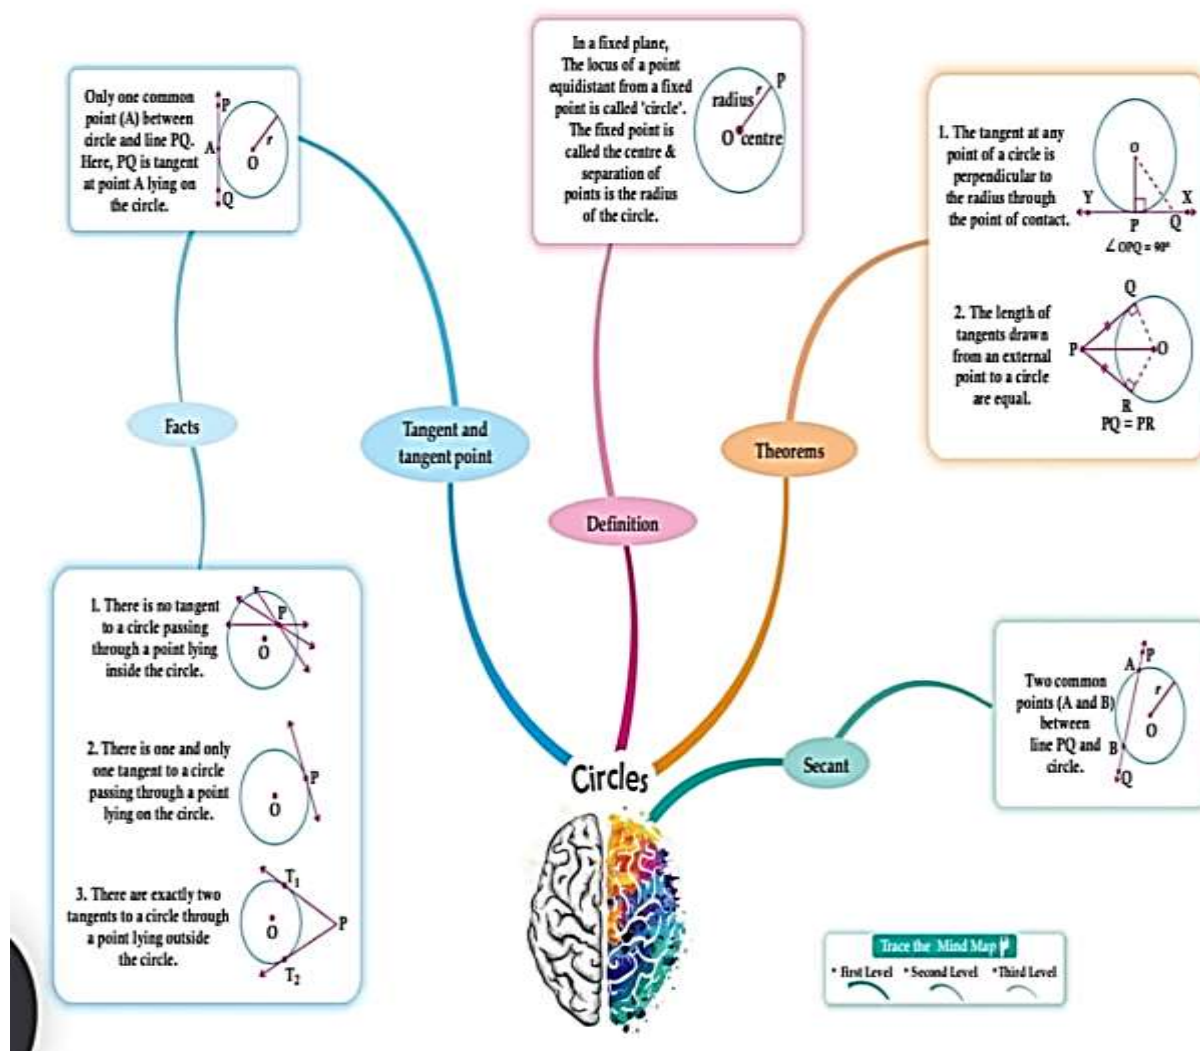 Only one common
point (A) between
circle and line PQ.
Here, PQ is tangent
at point A lying on
the circle.
P
A
O
r
Q
In a fixed plane,
The locus of a point
equidistant from a fixed
point is called 'circle'.
The fixed point is
called the centre &
separation of
points is the radius
of the circle.
P
radius r
O centre
1. The tangent at any
point of a circle is
perpendicular to
the radius through
the point of contact.
O
Y X
P Q
∠OPQ = 90°
2. The length of
tangents drawn
from an external
point to a circle
are equal.
Q
P O
R
PQ = PR
Facts
Tangent and
tangent point
Definition
Theorems
1. There is no tangent
to a circle passing
through a point lying
inside the circle.
P
O
2. There is one and only
one tangent to a circle
passing through a point
lying on the circle.
P
O
3. There are exactly two
tangents to a circle through
a point lying outside
the circle.
T1
P
O
T2
Circles
Secant
Two common
points (A and B)
between
line PQ and
circle.
A P
r
O
B
Q
Trace the Mind Map
* First Level * Second Level * Third Level